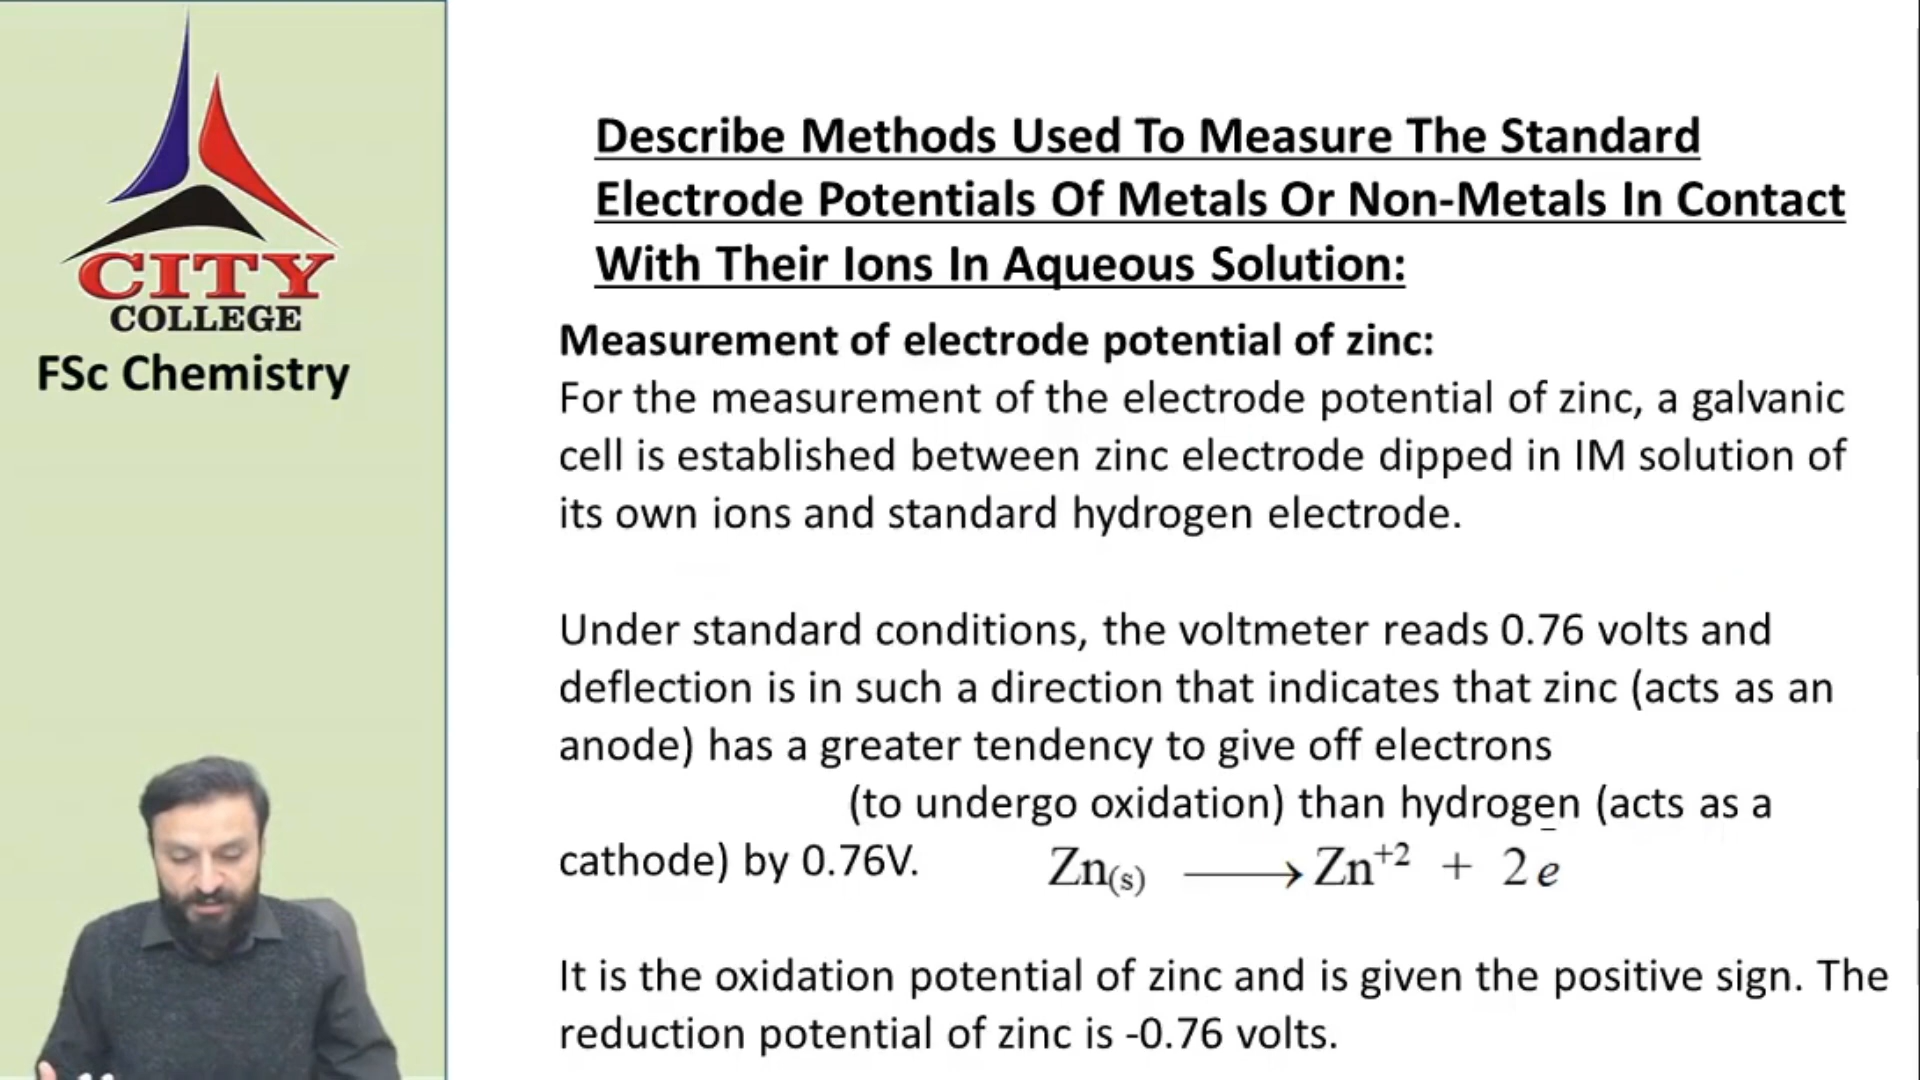 CITY
COLLEGE
FSc Chemistry
Describe Methods Used To Measure The Standard
Electrode Potentials Of Metals Or Non-Metals In Contact
With Their Ions In Aqueous Solution:
Measurement of electrode potential of zinc:
For the measurement of the electrode potential of zinc, a galvanic
cell is established between zinc electrode dipped in IM solution of
its own ions and standard hydrogen electrode.
Under standard conditions, the voltmeter reads 0.76 volts and
deflection is in such a direction that indicates that zinc (acts as an
anode) has a greater tendency to give off electrons
(to undergo oxidation) than hydrogen (acts as a
cathode) by 0.76V. Zn(s) ⟶ Zn⁺² + 2e̅
It is the oxidation potential of zinc and is given the positive sign. The
reduction potential of zinc is -0.76 volts.